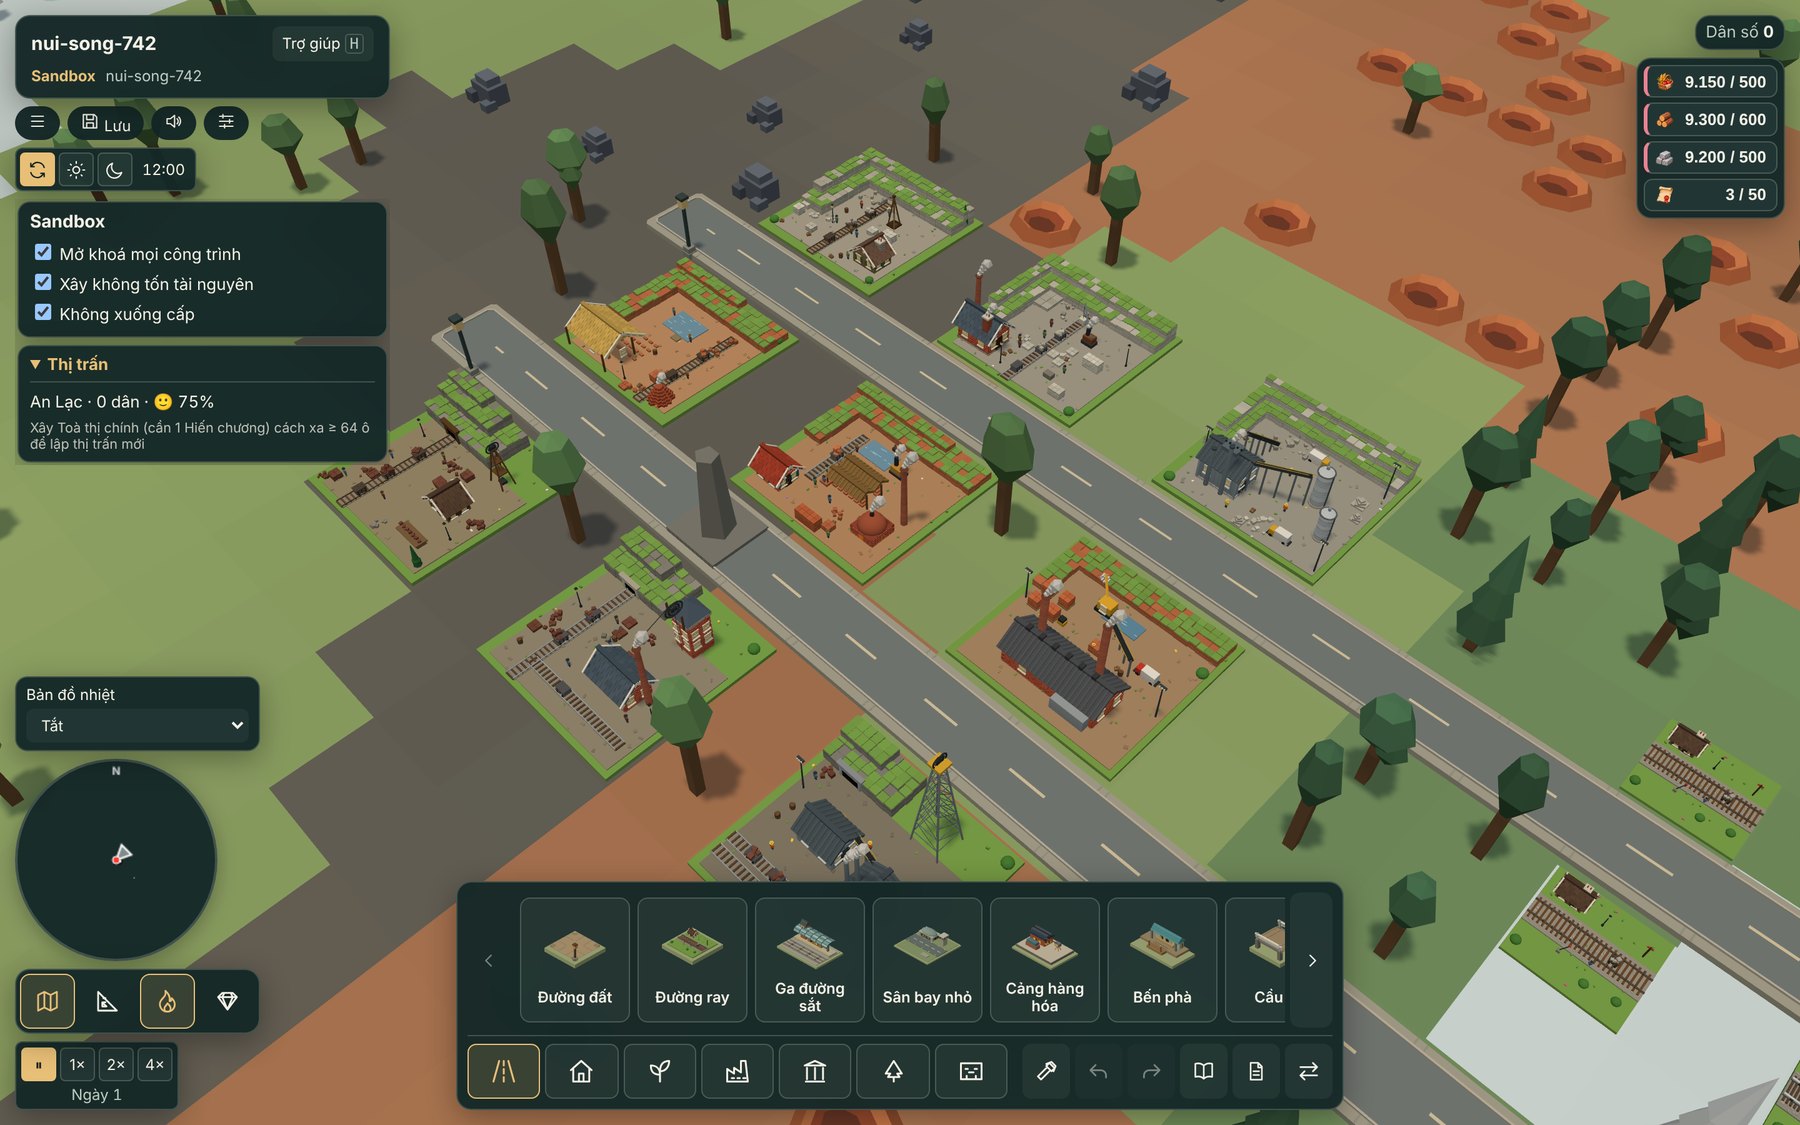 nui-song-742
Trợ giúp H
Sandbox nui-song-742
Lưu
12:00
Sandbox
Mở khoá mọi công trình
Xây không tốn tài nguyên
Không xuống cấp
▼ Thị trấn
An Lạc · 0 dân · 🙂 75%
Xây Toà thị chính (cần 1 Hiến chương) cách xa ≥ 64 ô
để lập thị trấn mới
Dân số 0
9.150 / 500
9.300 / 600
9.200 / 500
3 / 50
Bản đồ nhiệt
Tắt
N
1× 2× 4×
Ngày 1
Đường đất
Đường ray
Ga đường
sắt
Sân bay nhỏ
Cảng hàng
hóa
Bến phà
Cầu